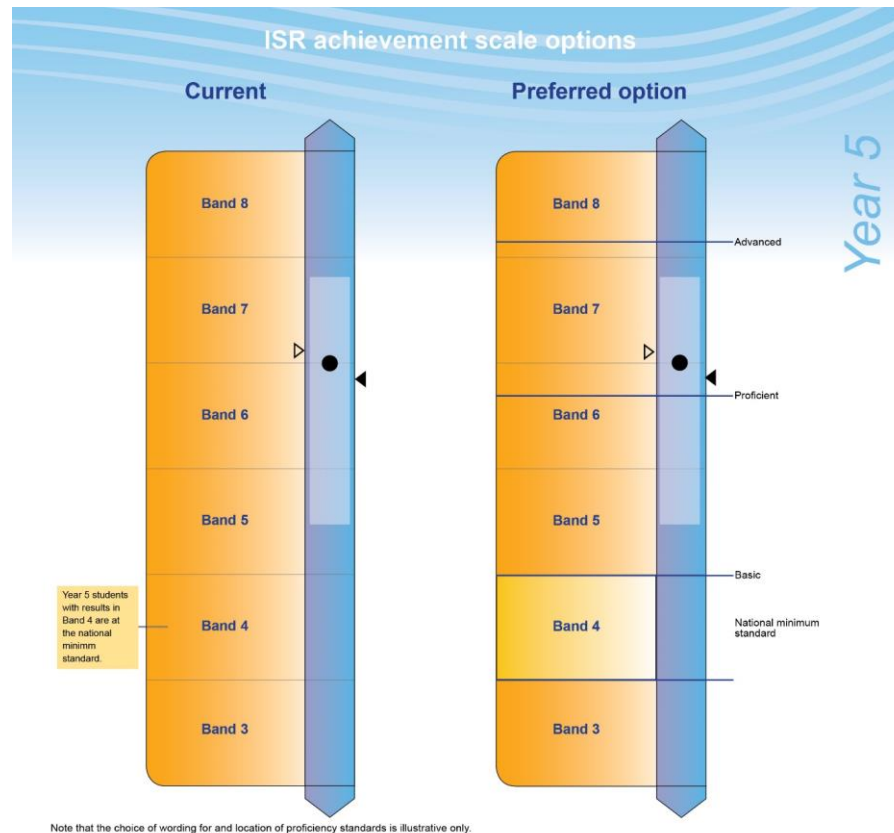 ISR achievement scale options
Current
Preferred option
Year 5
Band 8
Band 7
Band 6
Band 5
Band 4
Band 3
Year 5 students
with results in
Band 4 are at
the national
minimm
standard.
Band 8
Advanced
Band 7
Proficient
Band 6
Band 5
Basic
Band 4
National minimum
standard
Band 3
Note that the choice of wording for and location of proficiency standards is illustrative only.